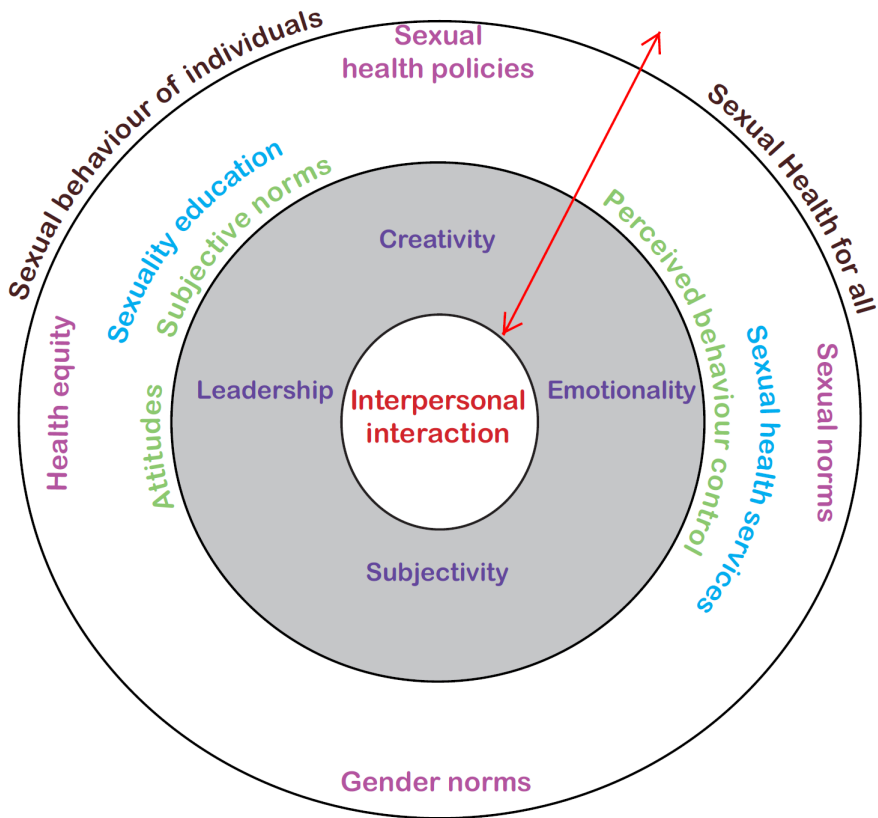 Sexual behaviour of individuals
Sexual
health policies
Sexual Health for all
Sexuality education
Subjective norms
Perceived behaviour control
Creativity
Health equity
Attitudes
Leadership
Interpersonal
interaction
Emotionality
Sexual health services
Sexual norms
Subjectivity
Gender norms